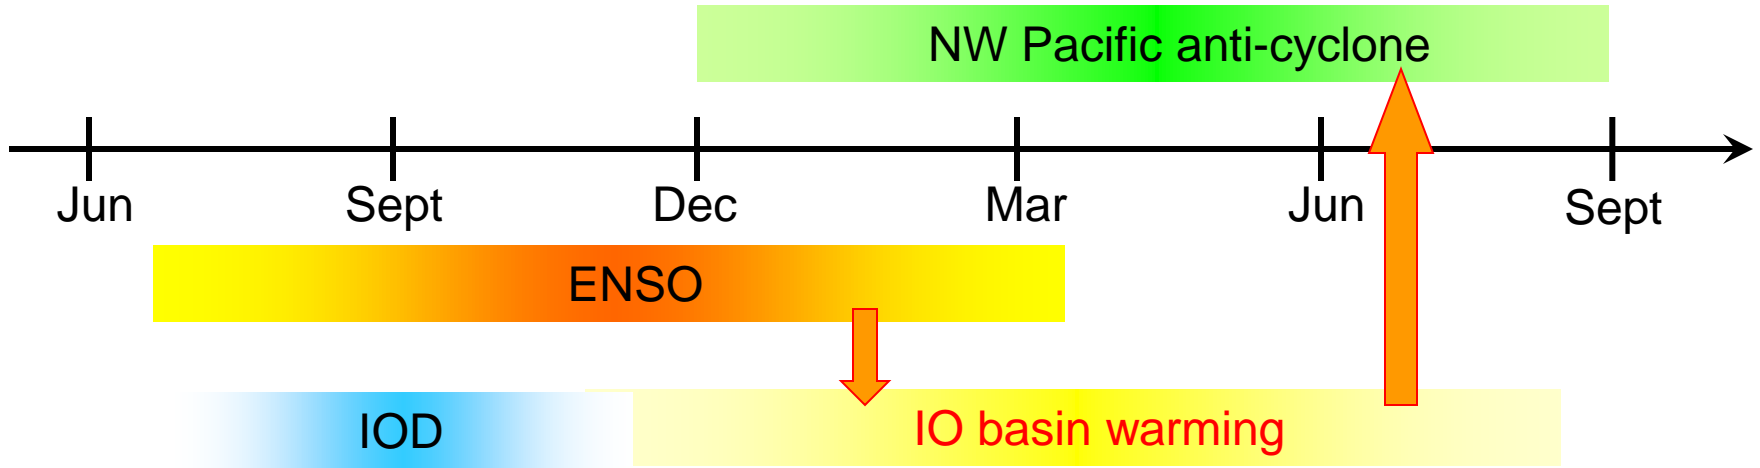 NW Pacific anti-cyclone
Jun Sept Dec Mar Jun Sept
ENSO
IOD IO basin warming